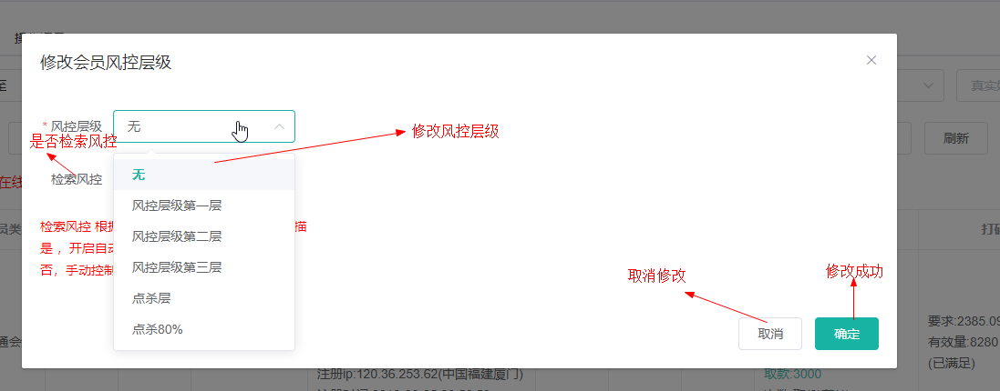 修改会员风控层级
至
* 风控层级 无
是否检索风控
修改风控层级
刷新
检索风控
无
在线
风控层级第一层
员类
检索风控 根据
描
打码
风控层级第二层
是 ，开启自动
风控层级第三层
否，手动控制
取消修改
修改成功
点杀层
点杀80%
取消
确定
通会
要求:2385.09
有效量:8280
(已满足)
注册ip:120.36.253.62(中国福建厦门)
取款:3000